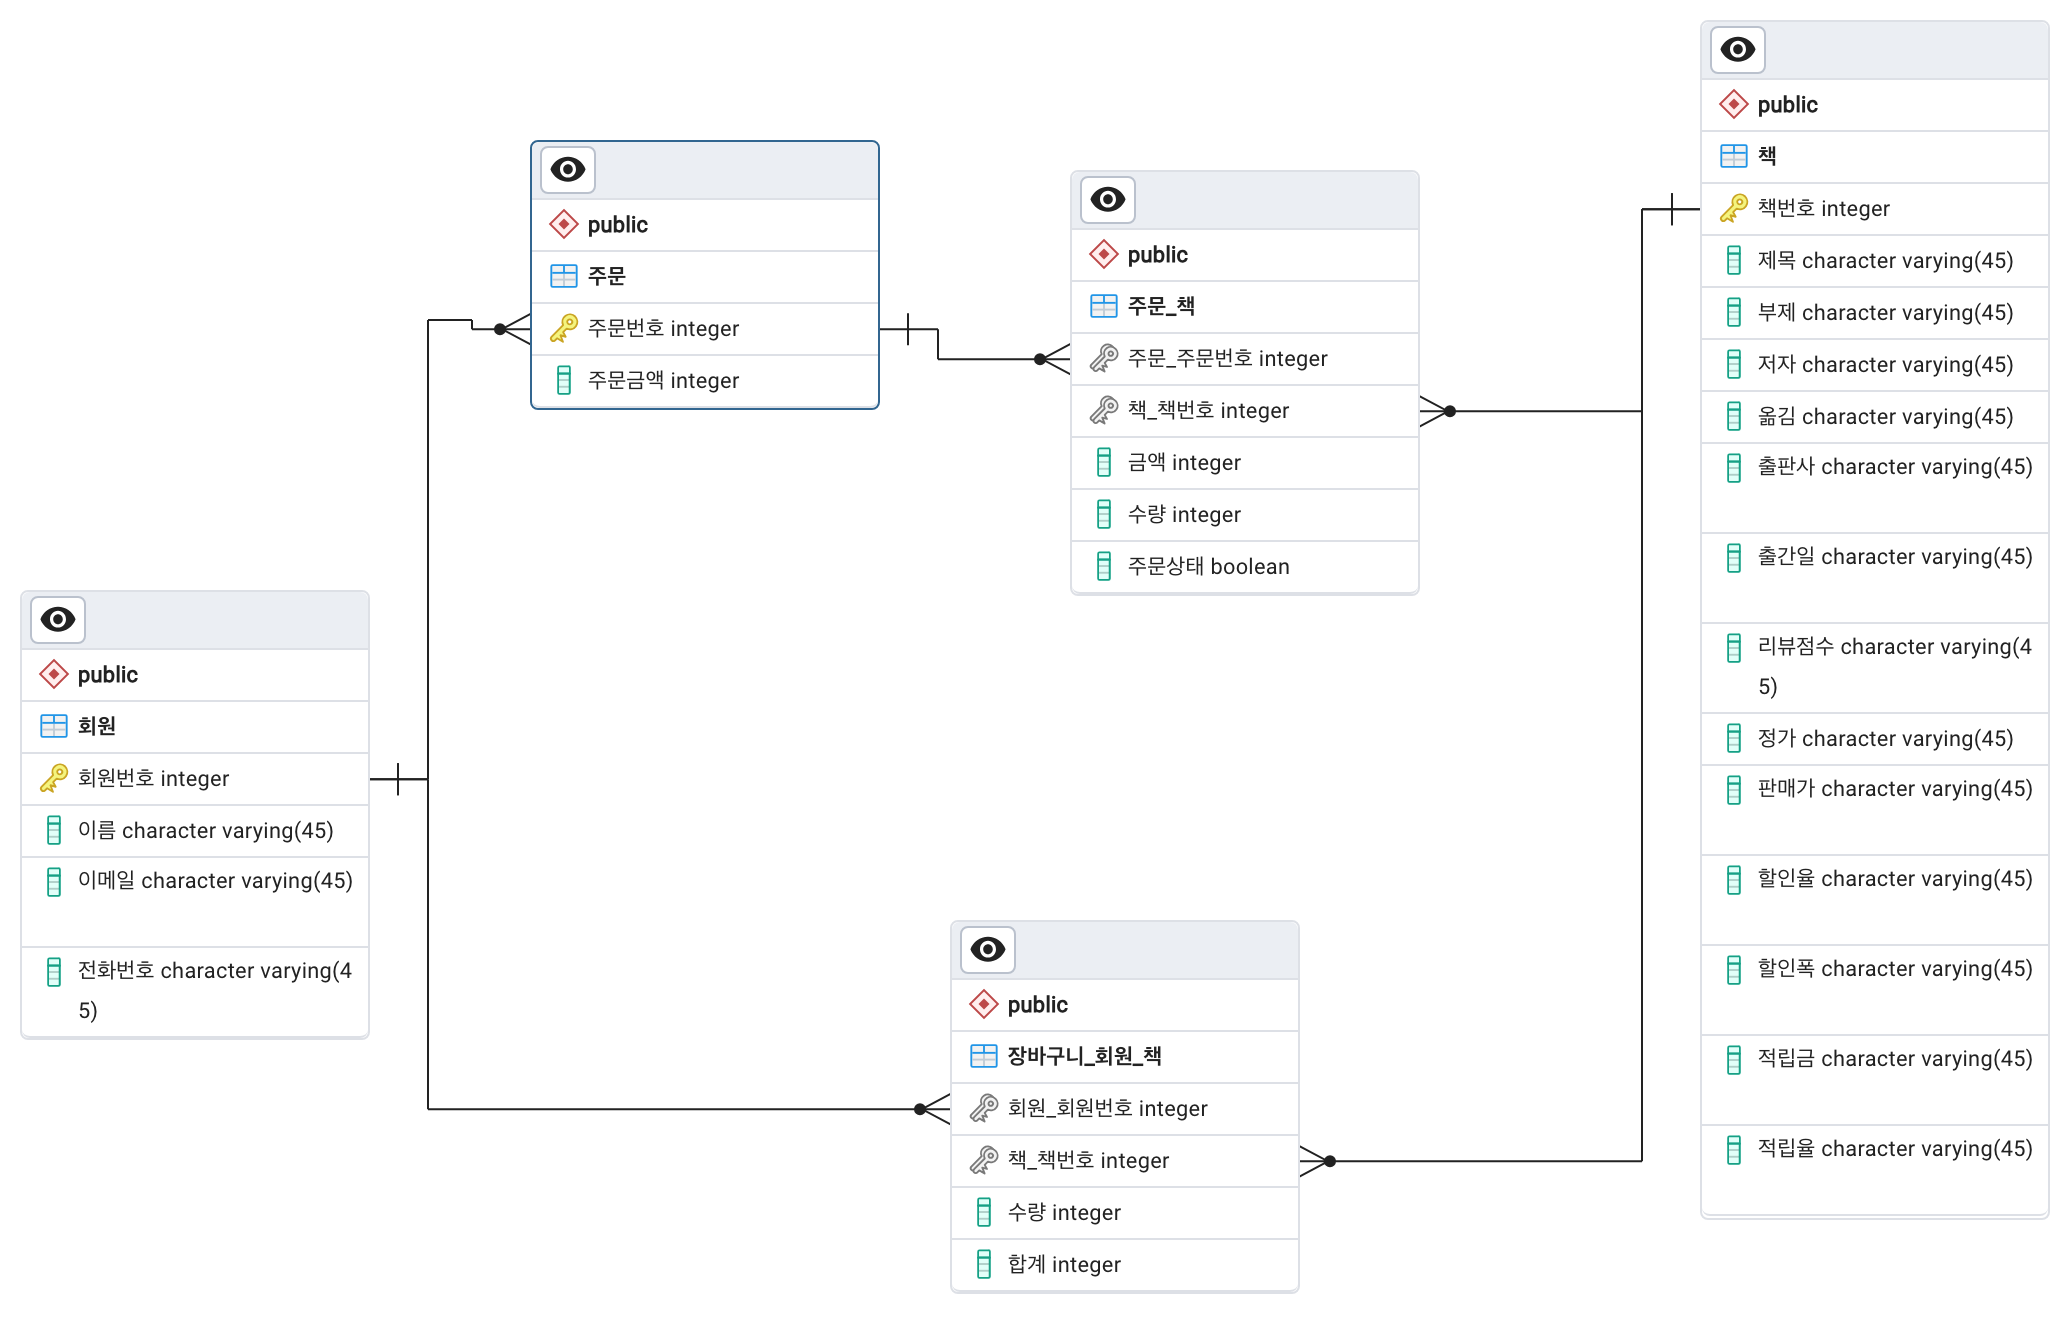 public
주문
주문번호 integer
주문금액 integer
public
주문_책
주문_주문번호 integer
책_책번호 integer
금액 integer
수량 integer
주문상태 boolean
public
책
책번호 integer
제목 character varying(45)
부제 character varying(45)
저자 character varying(45)
옮김 character varying(45)
출판사 character varying(45)
출간일 character varying(45)
리뷰점수 character varying(4
5)
정가 character varying(45)
판매가 character varying(45)
할인율 character varying(45)
할인폭 character varying(45)
적립금 character varying(45)
적립율 character varying(45)
public
회원
회원번호 integer
이름 character varying(45)
이메일 character varying(45)
전화번호 character varying(4
5)
public
장바구니_회원_책
회원_회원번호 integer
책_책번호 integer
수량 integer
합계 integer